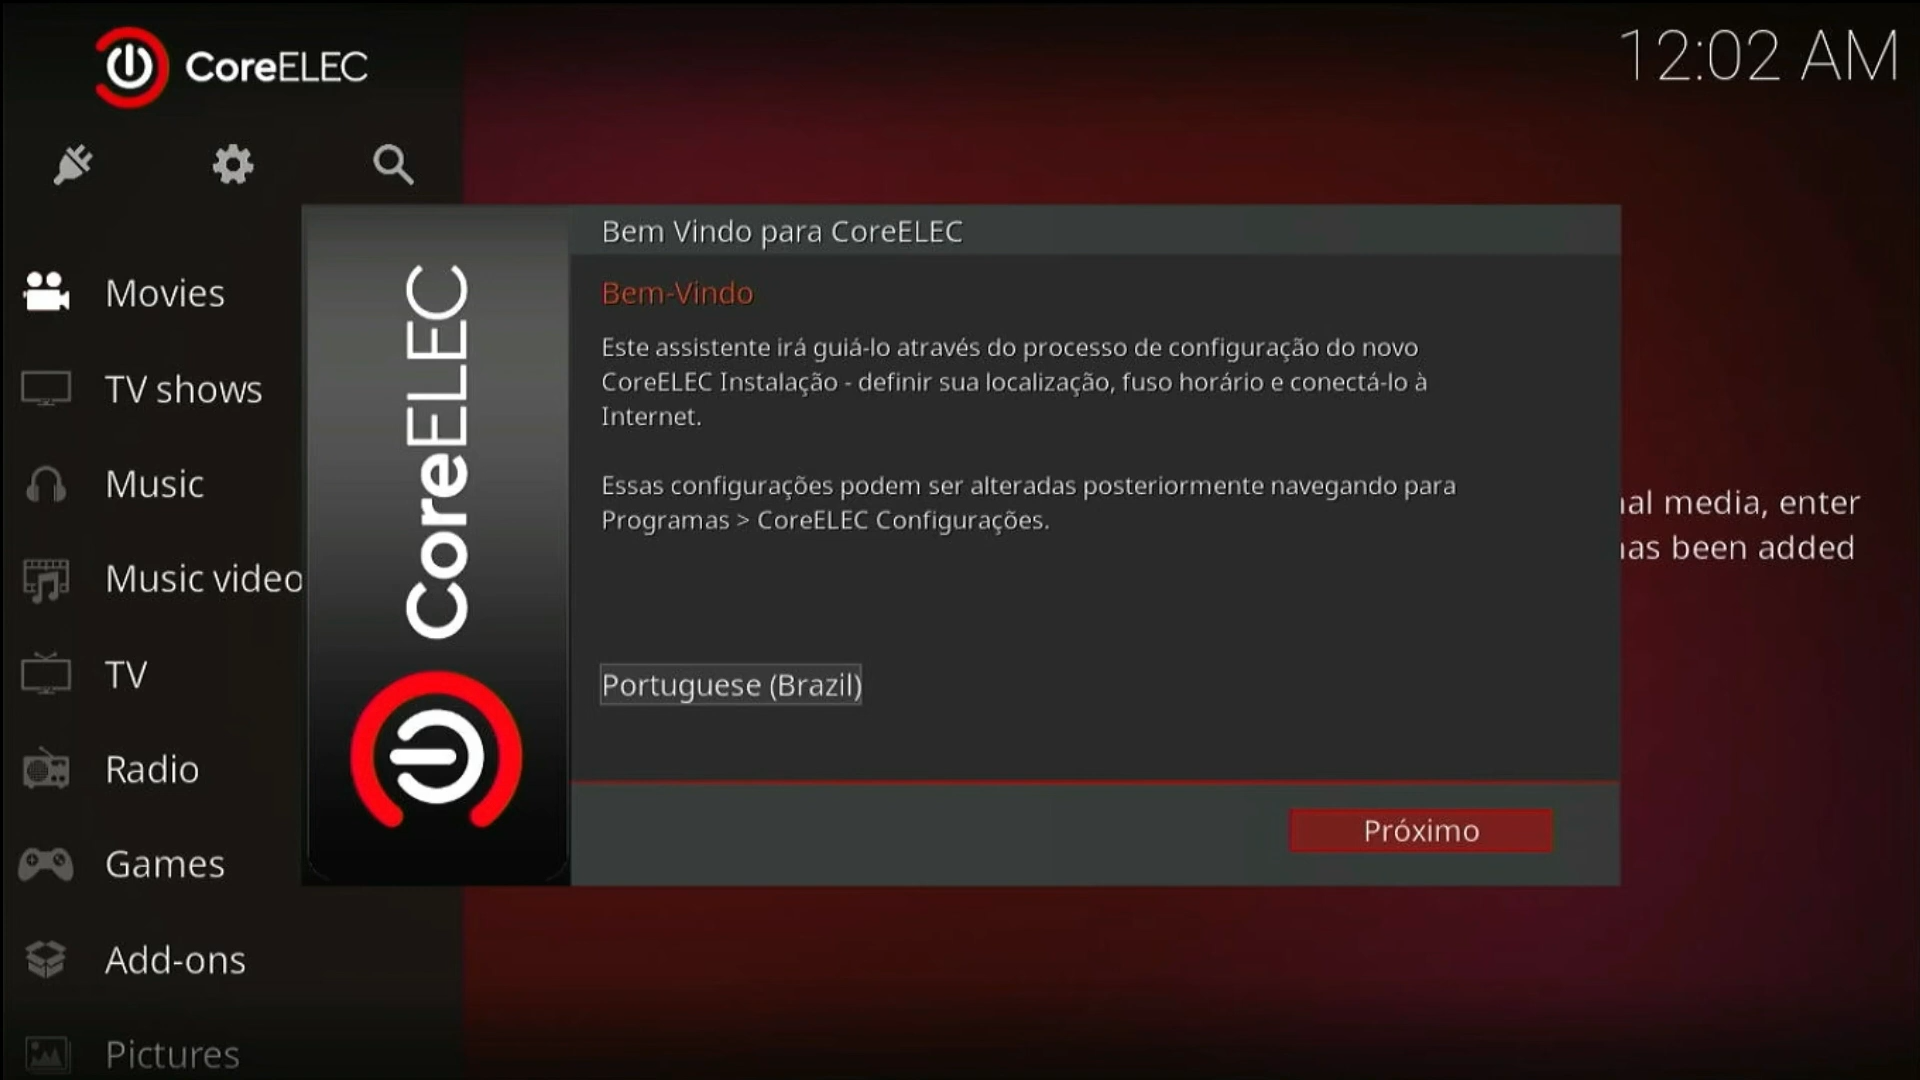 CoreELEC
12:02 AM
Movies
TV shows
Music
Music video
TV
Radio
Games
Add-ons
Pictures
CoreELEC
Bem Vindo para CoreELEC
Bem-Vindo
Este assistente irá guiá-lo através do processo de configuração do novo
CoreELEC Instalação - definir sua localização, fuso horário e conectá-lo à
Internet.
Essas configurações podem ser alteradas posteriormente navegando para
Programas > CoreELEC Configurações.
Portuguese (Brazil)
Próximo
media, enter
been added